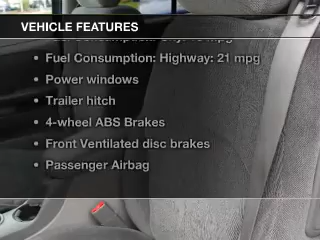 VEHICLE FEATURES
• Fuel Consumption: Highway: 21 mpg
• Power windows
• Trailer hitch
• 4-wheel ABS Brakes
• Front Ventilated disc brakes
• Passenger Airbag